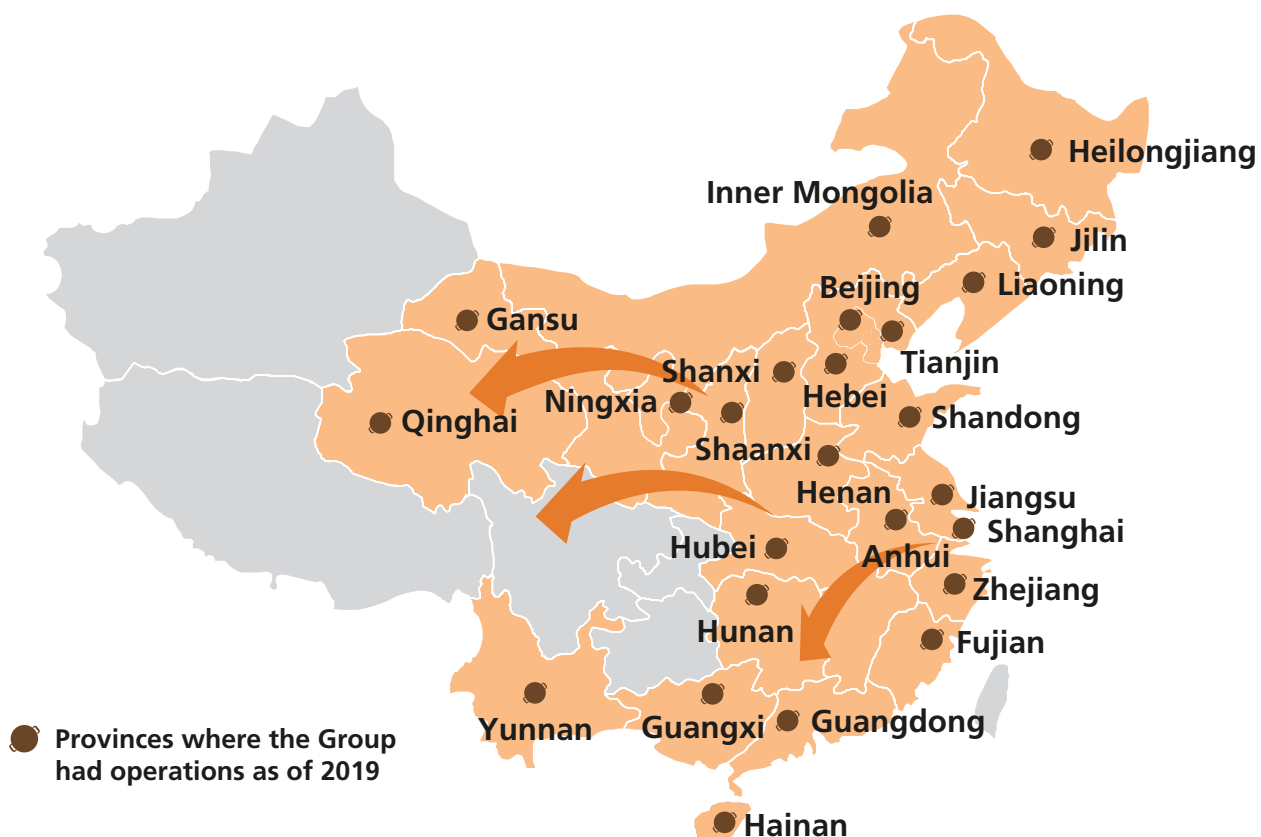 Heilongjiang
Inner Mongolia
Jilin
Beijing
Liaoning
Gansu
Tianjin
Shanxi
Hebei
Ningxia
Shandong
Qinghai
Shaanxi
Henan
Jiangsu
Shanghai
Hubei
Anhui
Zhejiang
Hunan
Fujian
Yunnan
Guangxi
Guangdong
Provinces where the Group
had operations as of 2019
Hainan